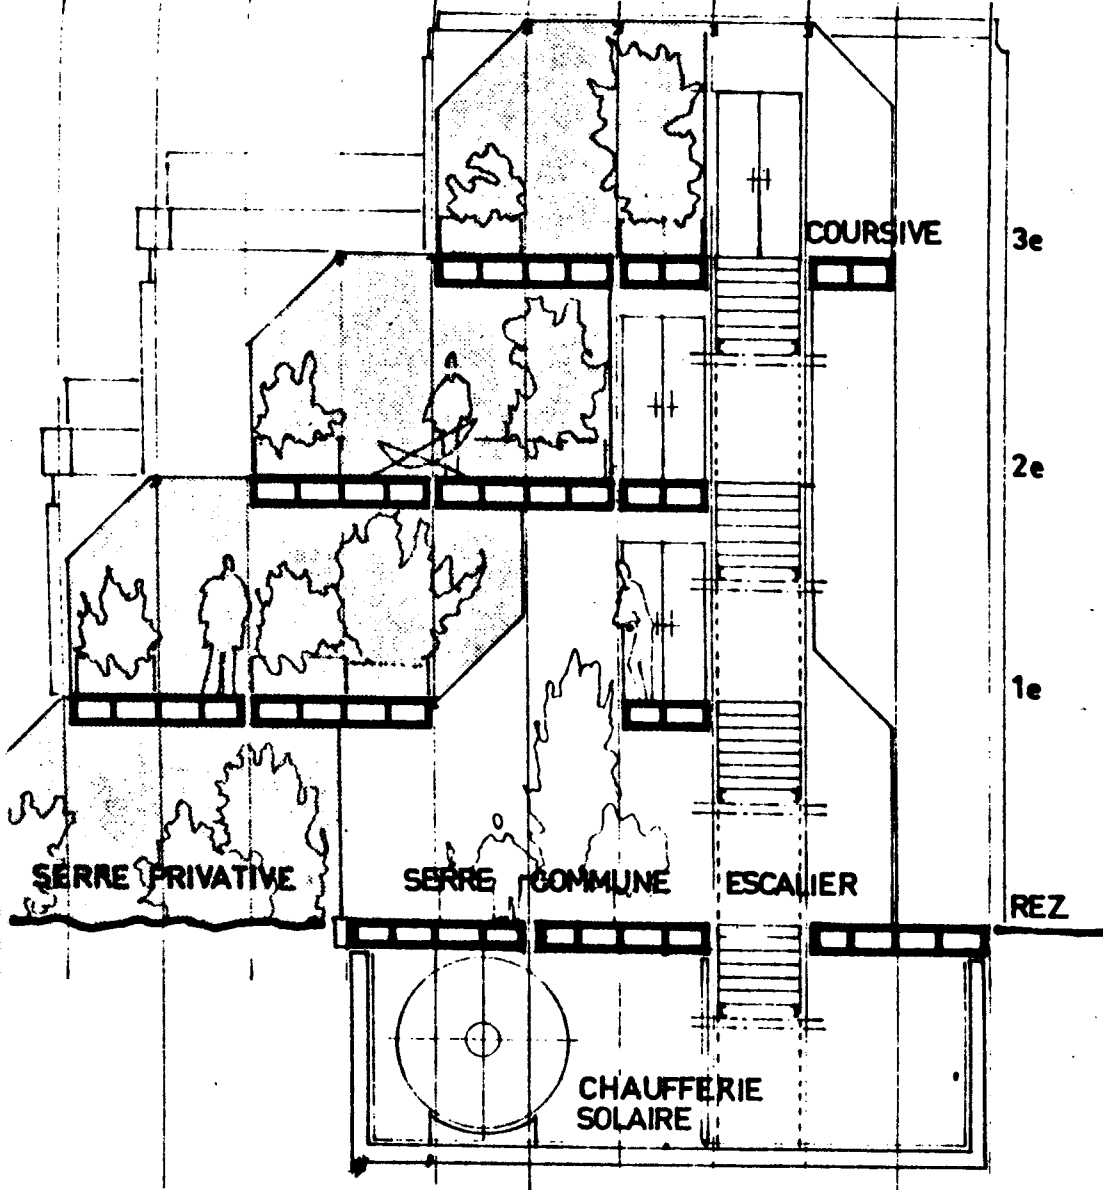 COURSIVE
3e
2e
1e
SERRE PRIVATIVE
SERRE COMMUNE
ESCALIER
REZ
CHAUFFERIE
SOLAIRE